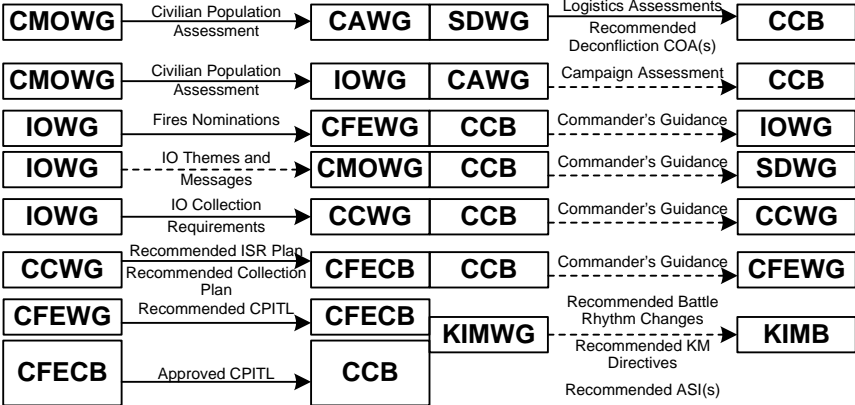 CMOWG
Civilian Population
Assessment
CAWG
SDWG
Logistics Assessments
Recommended
Deconfliction COA(s)
CCB
CMOWG
Civilian Population
Assessment
IOWG
CAWG
Campaign Assessment
CCB
IOWG
Fires Nominations
CFEWG
CCB
Commander's Guidance
IOWG
IOWG
IO Themes and
Messages
CMOWG
CCB
Commander's Guidance
SDWG
IOWG
IO Collection
Requirements
CCWG
CCB
Commander's Guidance
CCWG
CCWG
Recommended ISR Plan
Recommended Collection
Plan
CFECB
CCB
Commander's Guidance
CFEWG
CFEWG
Recommended CPITL
CFECB
KIMWG
Recommended Battle
Rhythm Changes
Recommended KM
Directives
Recommended ASI(s)
KIMB
CFECB
Approved CPITL
CCB